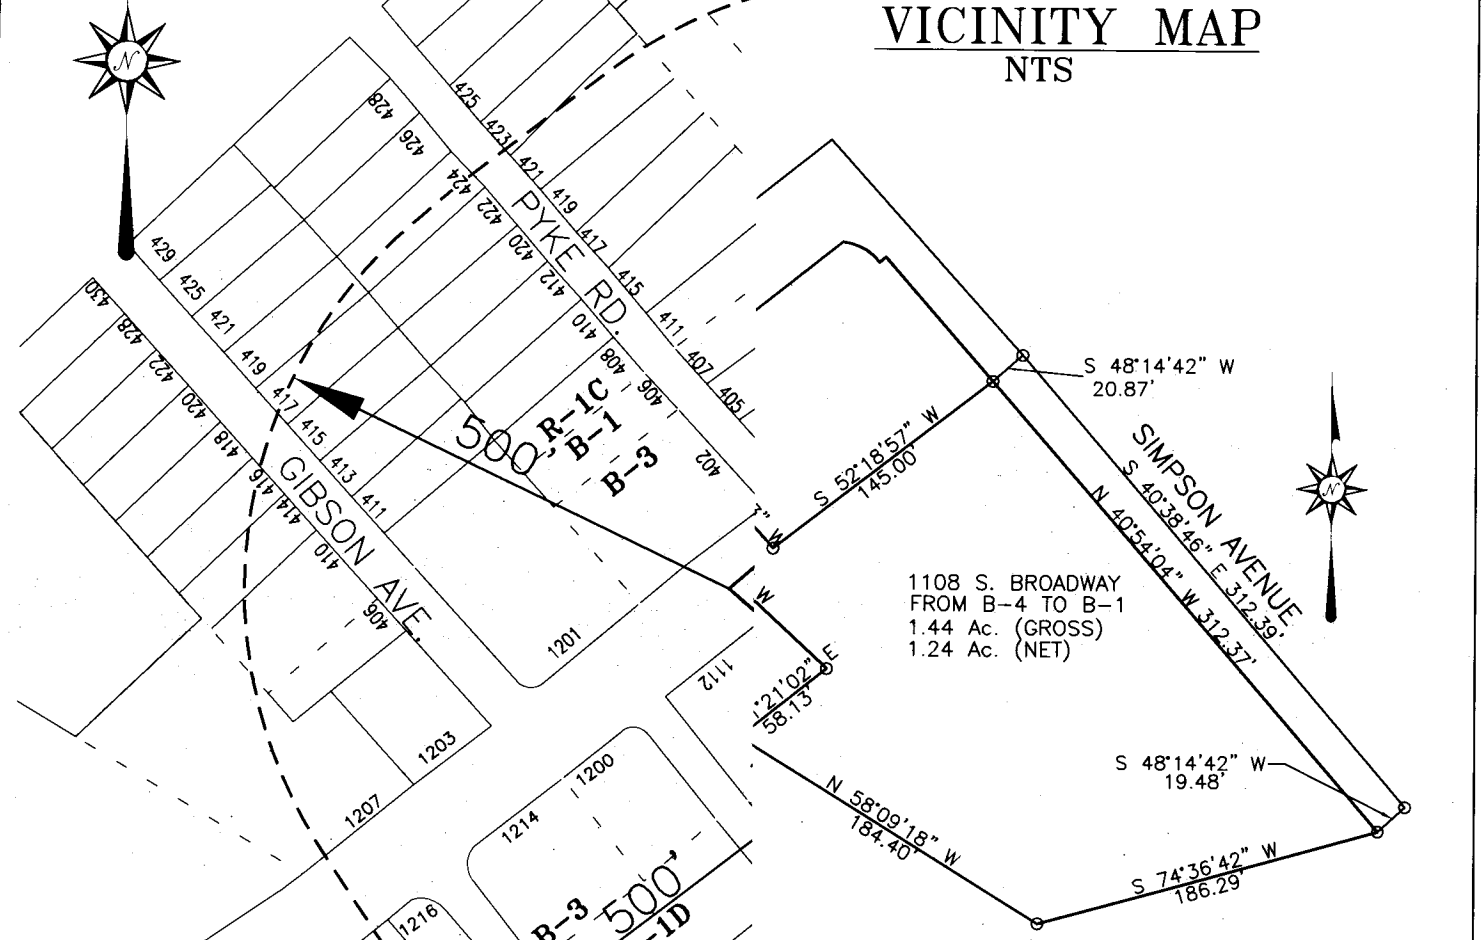 VICINITY MAP
NTS
N
425
423
421
419
417
415
411
407
405
PYKE RD.
428
426
424
422
420
412
410
408
406
402
429
425
421
419
417
415
413
411
GIBSON AVE.
430
428
422
420
418
416
414
410
406
500'
R-1C
B-1
B-3
1201
1112
1203
1207
1200
1214
1216
500'
B-3
-1D
W
W
E
°21'02"
58.13'
S 52°18'57" W
145.00'
S 48°14'42" W
20.87'
SIMPSON AVENUE
S 40°38'46" E 312.39'
N 40°54'04" W 312.37'
N
1108 S. BROADWAY
FROM B-4 TO B-1
1.44 Ac. (GROSS)
1.24 Ac. (NET)
S 48°14'42" W
19.48'
N 58°09'18" W
184.40'
S 74°36'42" W
186.29'